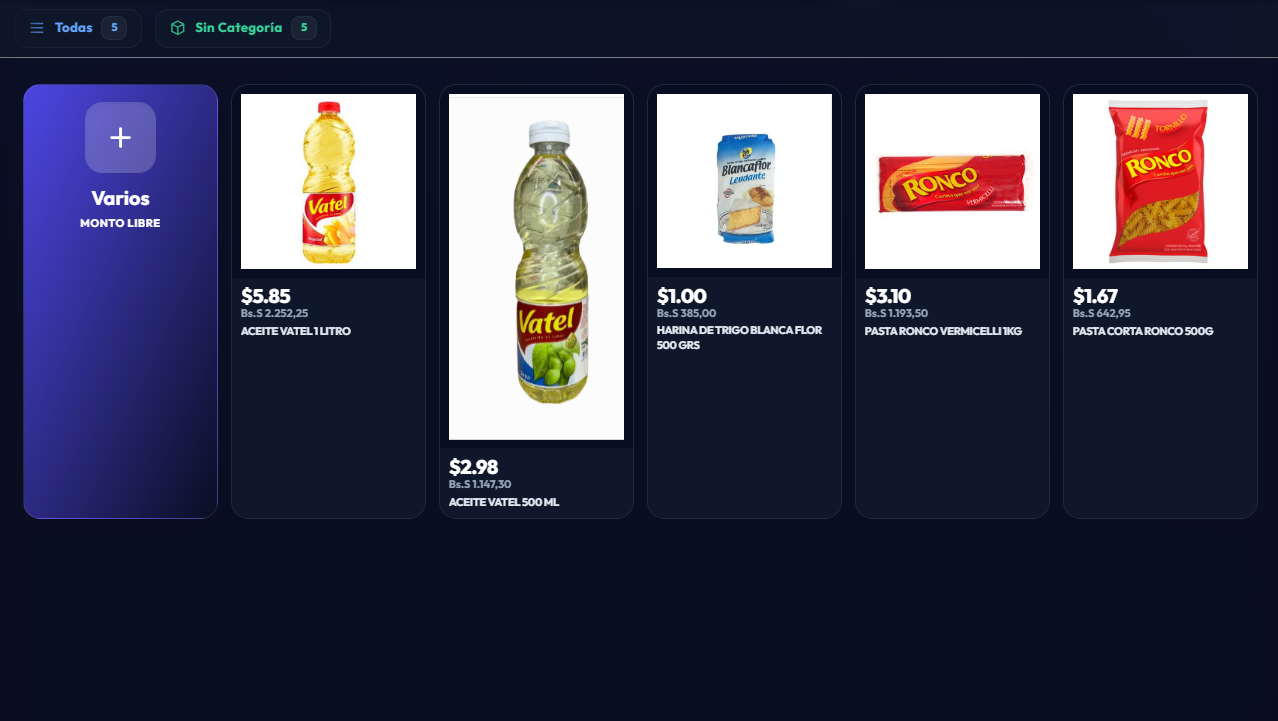 Todas 5
Sin Categoría 5
Varios
MONTO LIBRE
Vatel
$5.85
Bs.S 2.252,25
ACEITE VATEL 1 LITRO
Vatel
$2.98
Bs.S 1.147,30
ACEITE VATEL 500 ML
Blancaflor
Leudante
$1.00
Bs.S 385,00
HARINA DE TRIGO BLANCA FLOR
500 GRS
RONCO
VERMICELLI
$3.10
Bs.S 1.193,50
PASTA RONCO VERMICELLI 1KG
TORNILLO
RONCO
$1.67
Bs.S 642,95
PASTA CORTA RONCO 500G